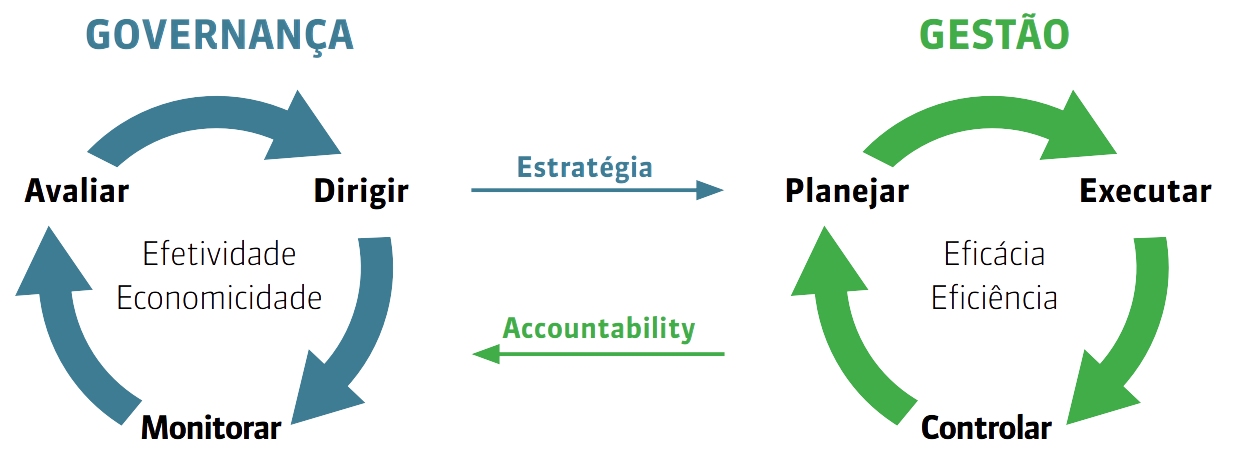 GOVERNANÇA
Avaliar
Dirigir
Efetividade
Economicidade
Monitorar
Estratégia
Accountability
GESTÃO
Planejar
Executar
Eficácia
Eficiência
Controlar